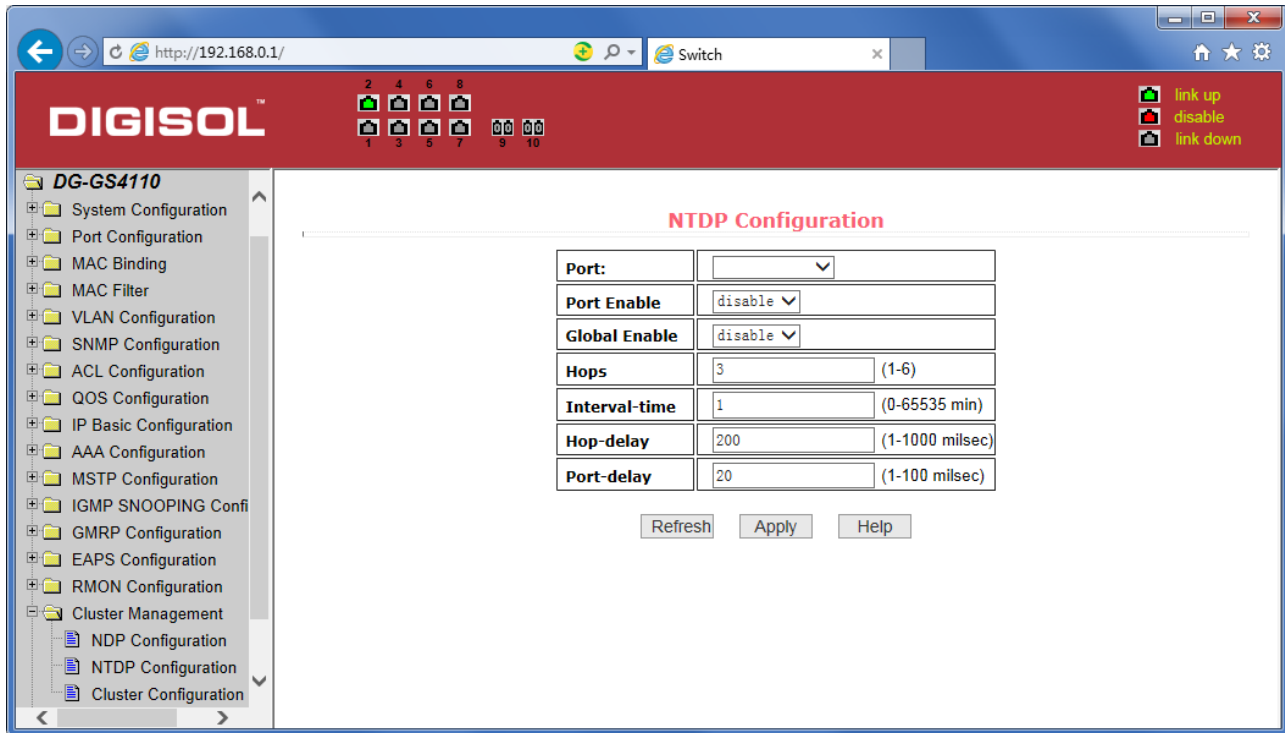 http://192.168.0.1/
Switch
DIGISOL™
2 4 6 8
1 3 5 7 9 10
link up
disable
link down
DG-GS4110
System Configuration
Port Configuration
MAC Binding
MAC Filter
VLAN Configuration
SNMP Configuration
ACL Configuration
QOS Configuration
IP Basic Configuration
AAA Configuration
MSTP Configuration
IGMP SNOOPING Confi
GMRP Configuration
EAPS Configuration
RMON Configuration
Cluster Management
NDP Configuration
NTDP Configuration
Cluster Configuration
NTDP Configuration
Port:
Port Enable disable
Global Enable disable
Hops 3 (1-6)
Interval-time 1 (0-65535 min)
Hop-delay 200 (1-1000 milsec)
Port-delay 20 (1-100 milsec)
Refresh Apply Help